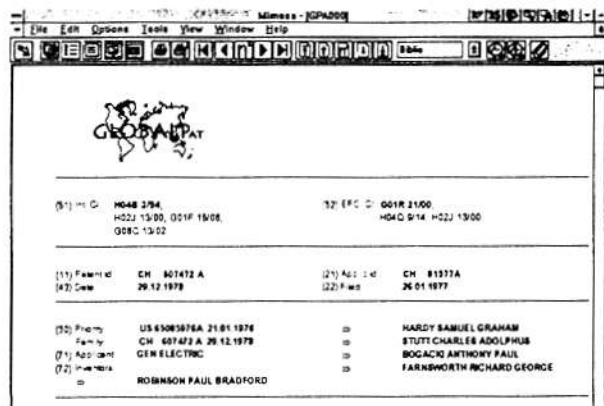 Mimosa - [GPA000]
File Edit Options Tools View Window Help
Biblio
GLOBALPAT
(51) Int Cl H04B 3/54, (52) EPC Cl G01R 21/00,
H02J 13/00, G01R 15/06, H04Q 9/14, H02J 13/00
G08C 13/02
(11) Patent id CH 607472 A (21) Appl id CH 81377A
(43) Date 29.12.1978 (22) Filed 26 01 1977
(30) Priority US 65085976A 21.01.1976 HARDY SAMUEL GRAHAM
Family CH 607472 A 29.12.1978 STUTT CHARLES ADOLPHUS
(71) Applicant GEN ELECTRIC BOGACKI ANTHONY PAUL
(72) Inventors FARNSWORTH RICHARD GEORGE
ROBINSON PAUL BRADFORD